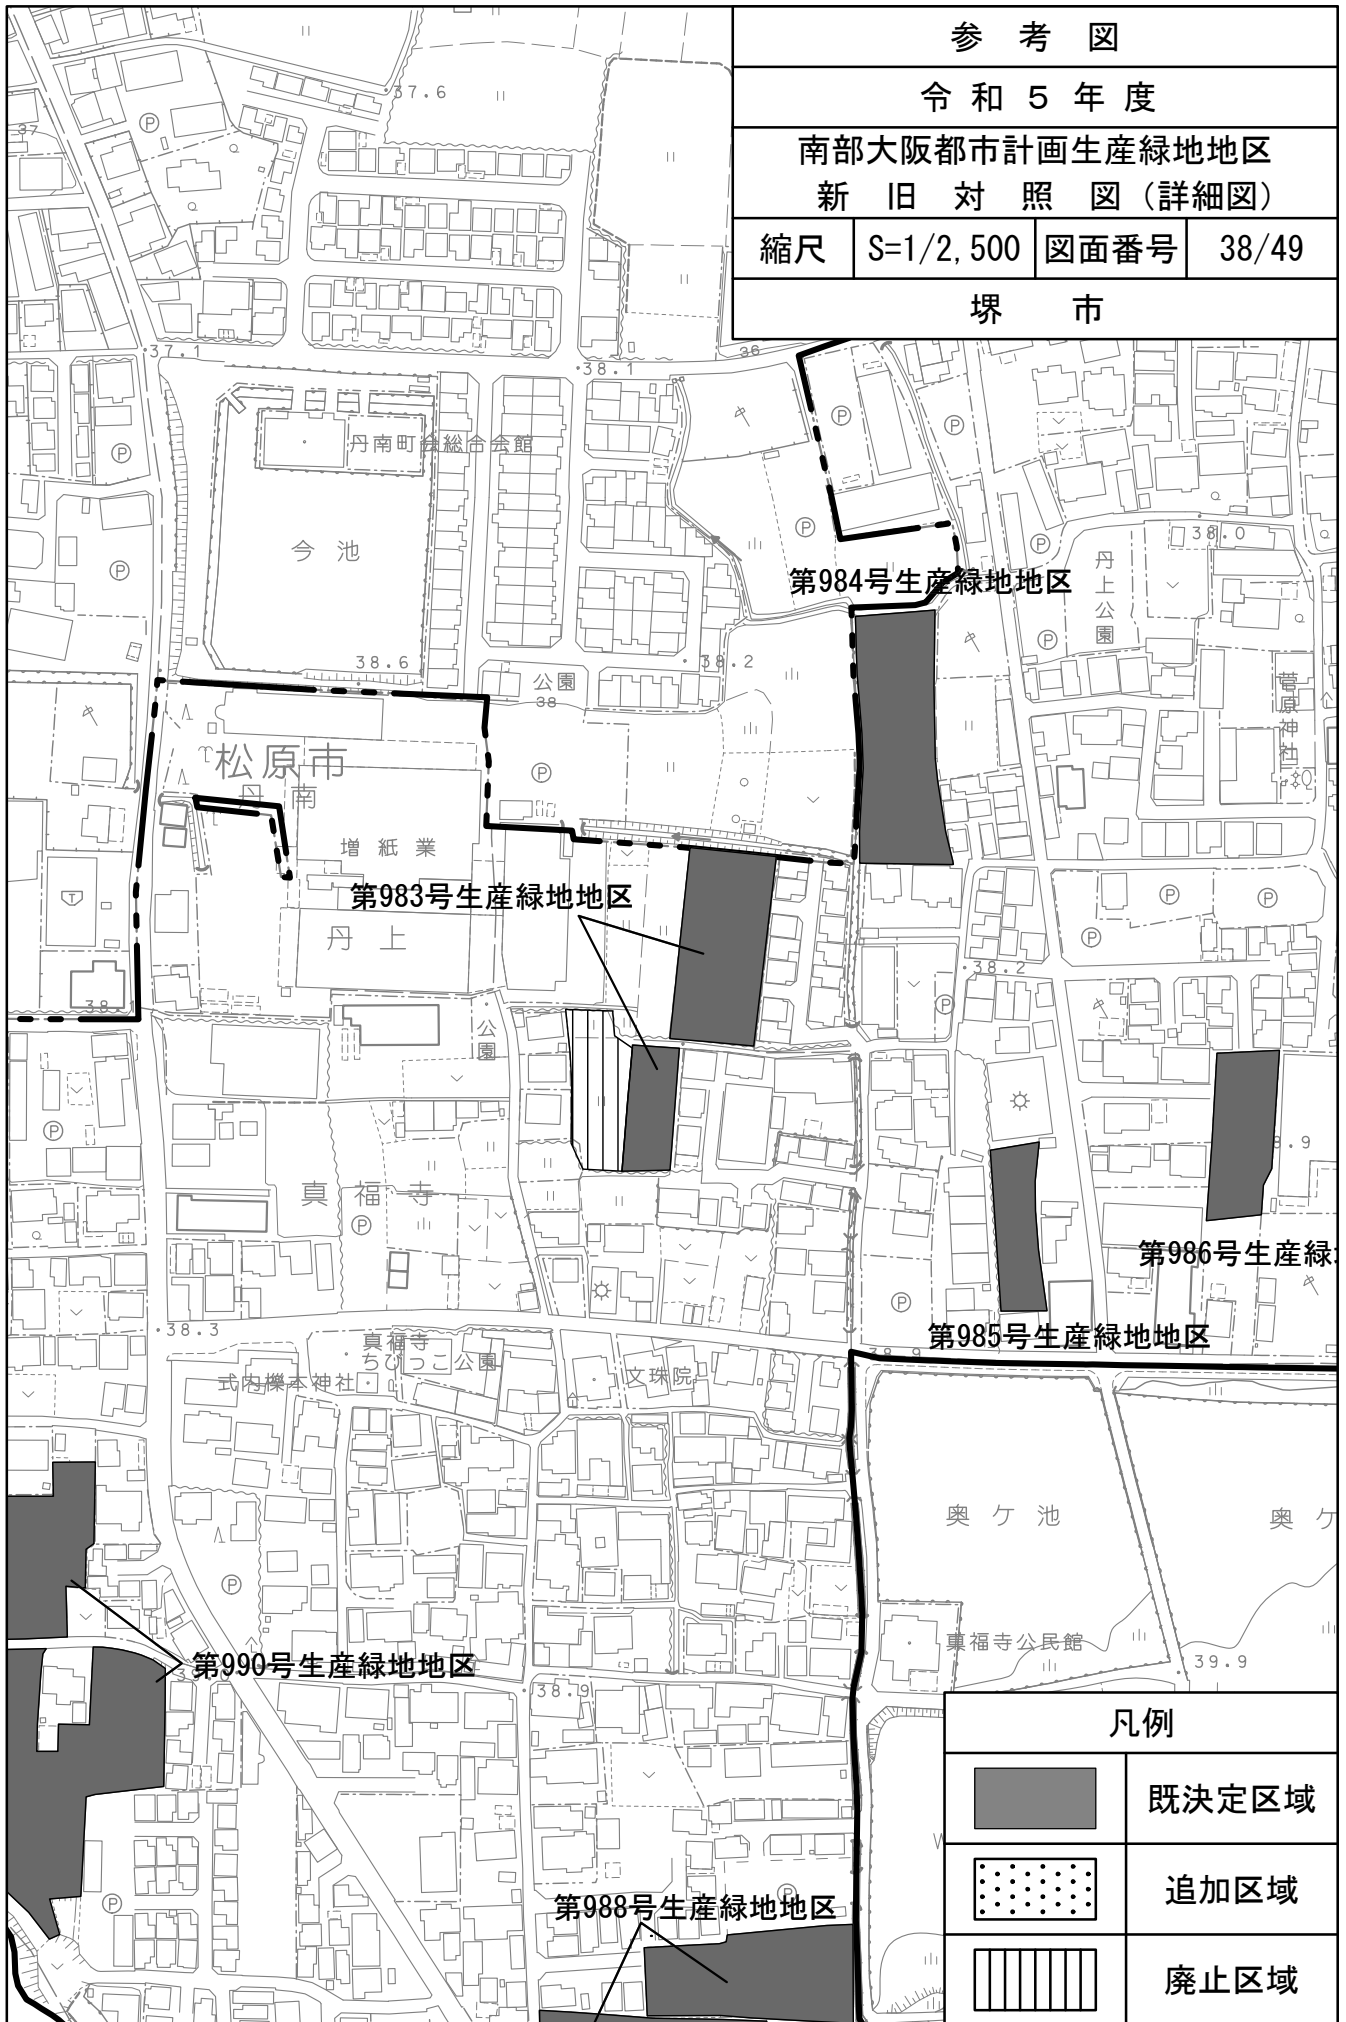 参考図
令和5年度
南部大阪都市計画生産緑地地区
新旧対照図(詳細図)
縮尺 S=1/2,500 図面番号 38/49
堺市
37.6
37
37.1
38.1
36
丹南町会総合会館
今池
38.0
第984号生産緑地地区
丹上公園
38.6
38.2
公園
38
菅原神社
松原市
丹南
増紙業
第983号生産緑地地区
丹上
38.2
38.1
公園
8.9
真福寺
第986号生産緑
38.3
第985号生産緑地地区
38.9
真福寺
ちびっこ公園
式内櫟本神社
文珠院
奥ケ池
奥ケ
真福寺公民館
39.9
第990号生産緑地地区
38.9
凡例
既決定区域
追加区域
廃止区域
第988号生産緑地地区